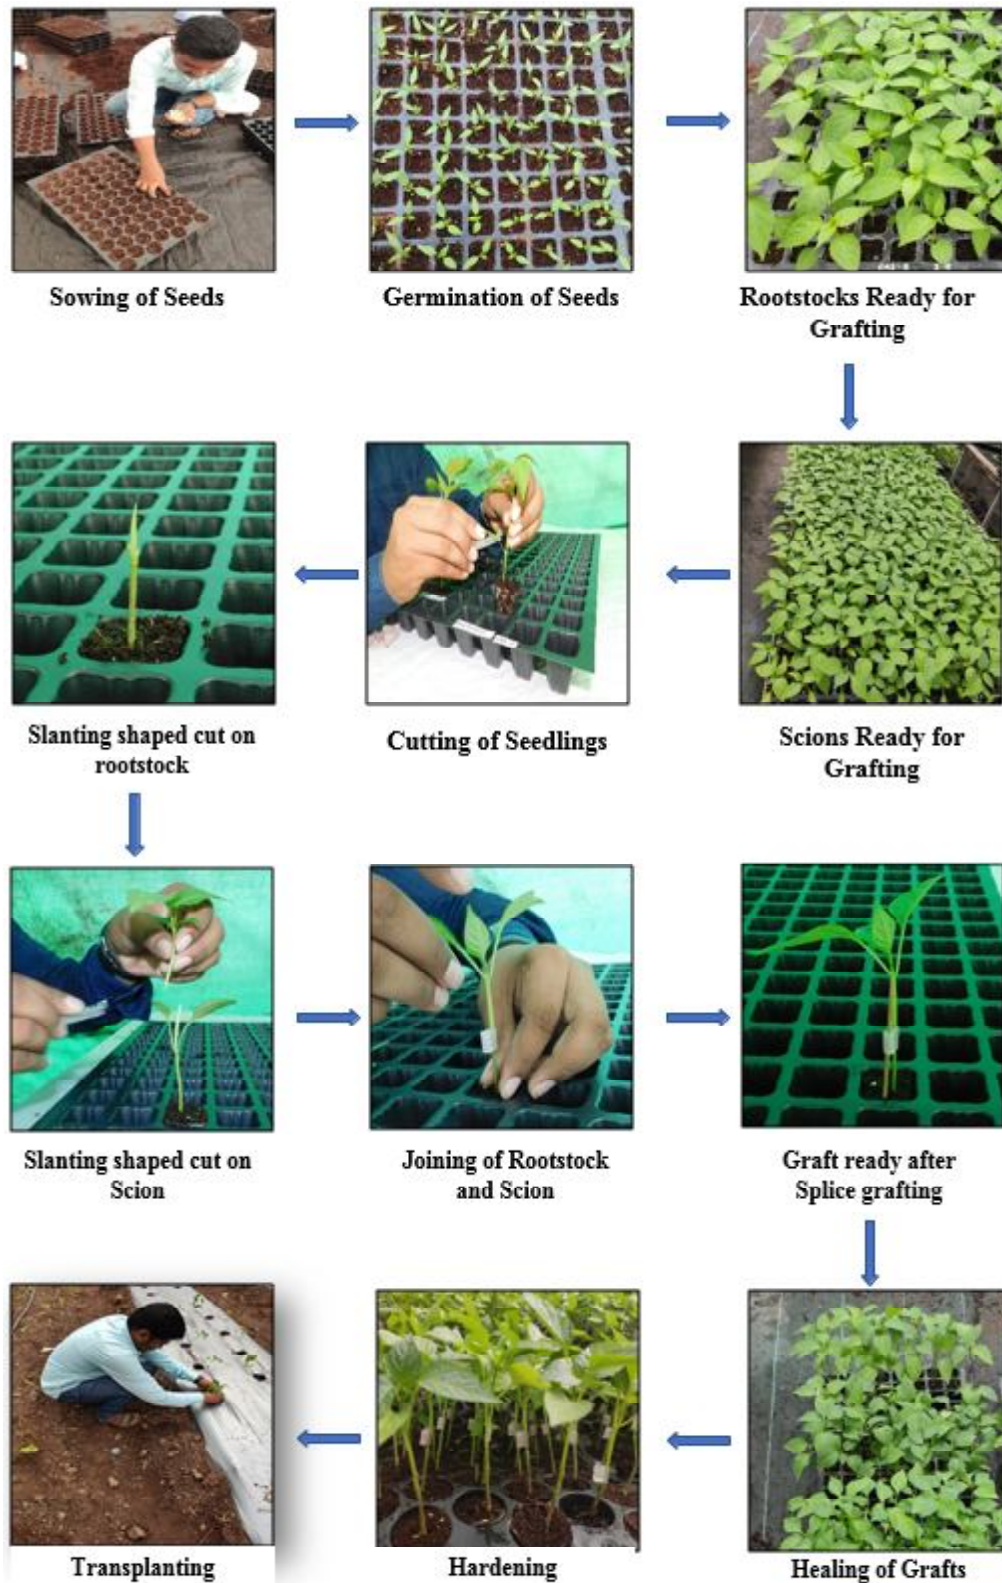 Sowing of Seeds
Germination of Seeds
Rootstocks Ready for
Grafting
Scions Ready for
Grafting
Cutting of Seedlings
Slanting shaped cut on
rootstock
Slanting shaped cut on
Scion
Joining of Rootstock
and Scion
Graft ready after
Splice grafting
Healing of Grafts
Hardening
Transplanting